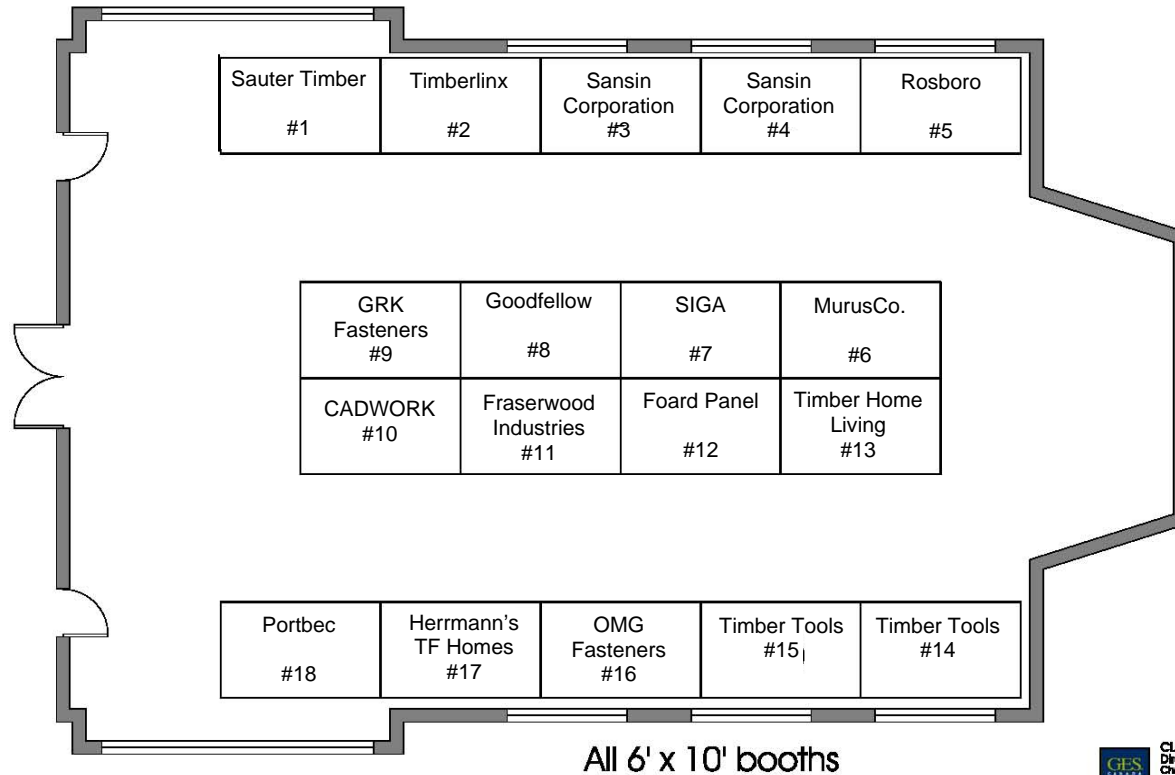 Sauter Timber
#1
Timberlinx
#2
Sansin
Corporation
#3
Sansin
Corporation
#4
Rosboro
#5
GRK
Fasteners
#9
Goodfellow
#8
SIGA
#7
MurusCo.
#6
CADWORK
#10
Fraserwood
Industries
#11
Foard Panel
#12
Timber Home
Living
#13
Portbec
#18
Herrmann's
TF Homes
#17
OMG
Fasteners
#16
Timber Tools
#15
Timber Tools
#14
All 6' x 10' booths
GES
CANADA